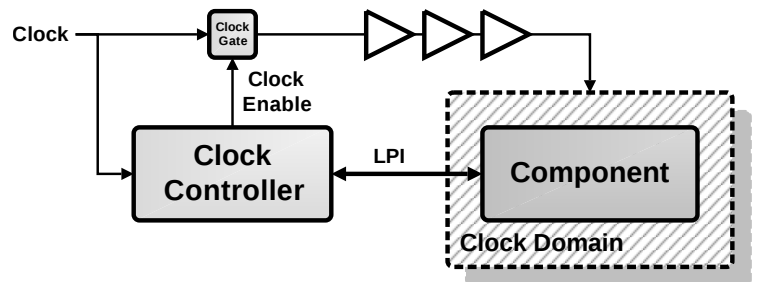 Clock
Clock
Gate
Clock
Enable
Clock
Controller
LPI
Component
Clock Domain